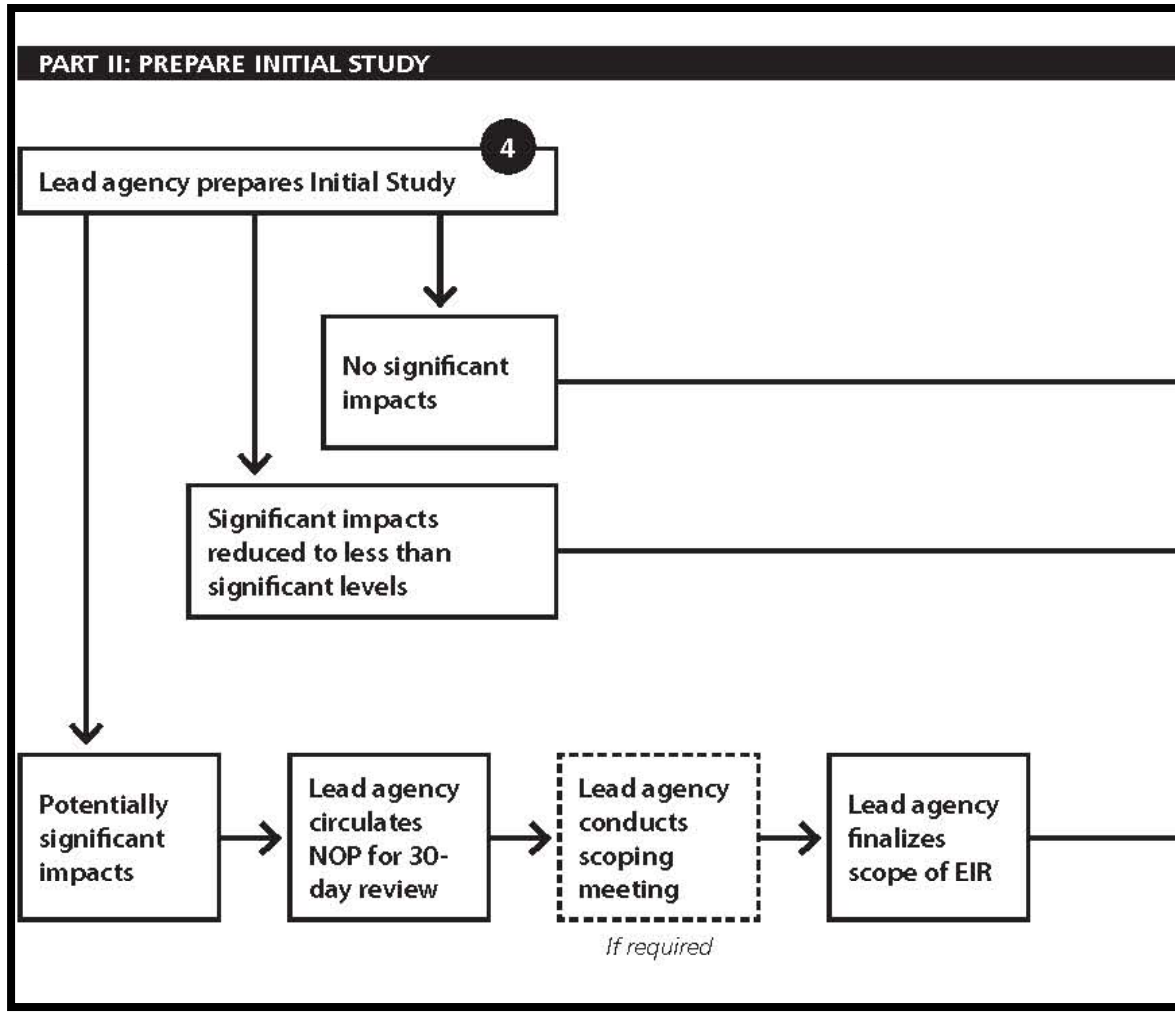 PART II: PREPARE INITIAL STUDY
4
Lead agency prepares Initial Study
No significant
impacts
Significant impacts
reduced to less than
significant levels
Potentially
significant
impacts
Lead agency
circulates
NOP for 30-
day review
Lead agency
conducts
scoping
meeting
If required
Lead agency
finalizes
scope of EIR